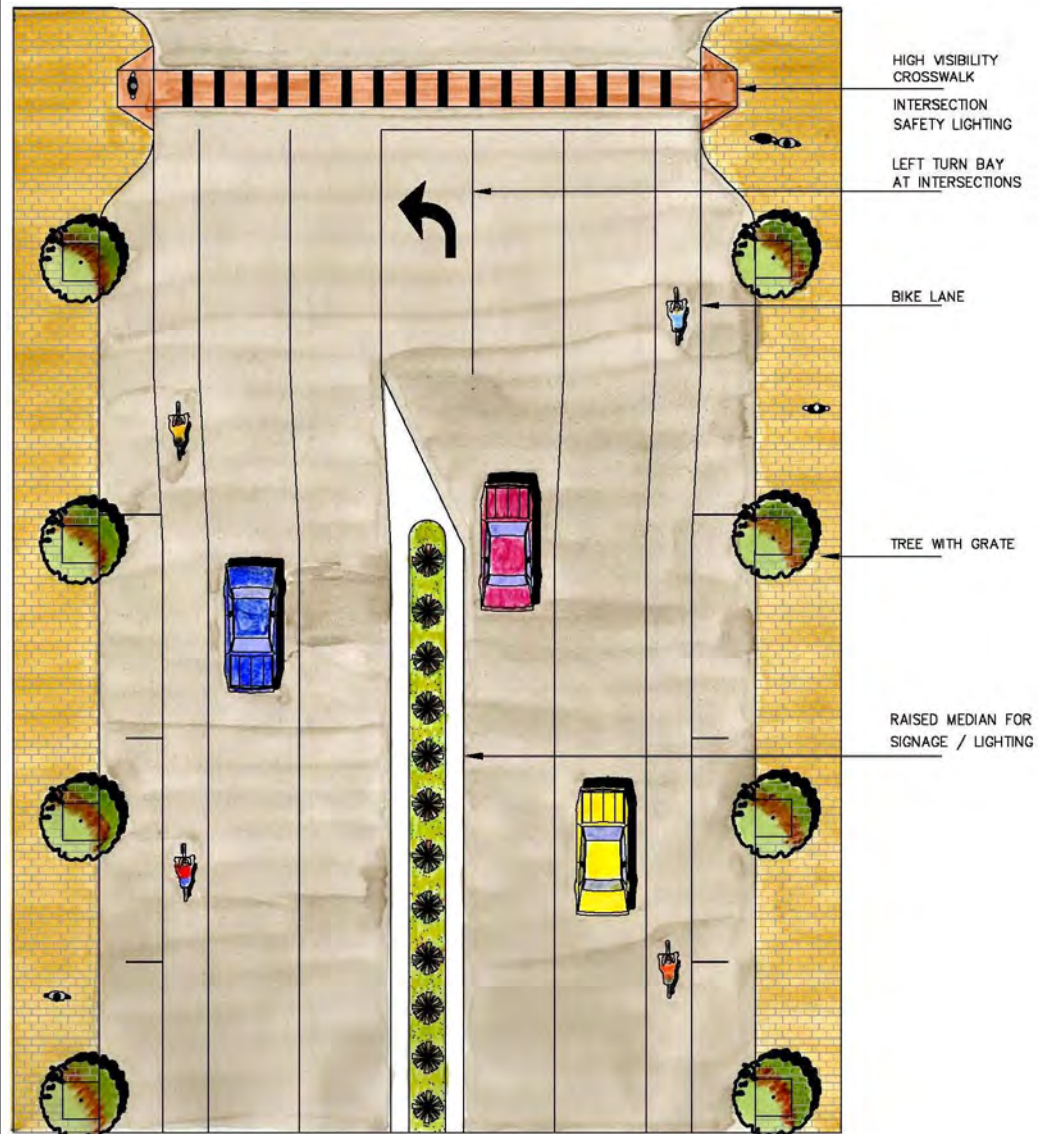 HIGH VISIBILITY
CROSSWALK
INTERSECTION
SAFETY LIGHTING
LEFT TURN BAY
AT INTERSECTIONS
BIKE LANE
TREE WITH GRATE
RAISED MEDIAN FOR
SIGNAGE / LIGHTING